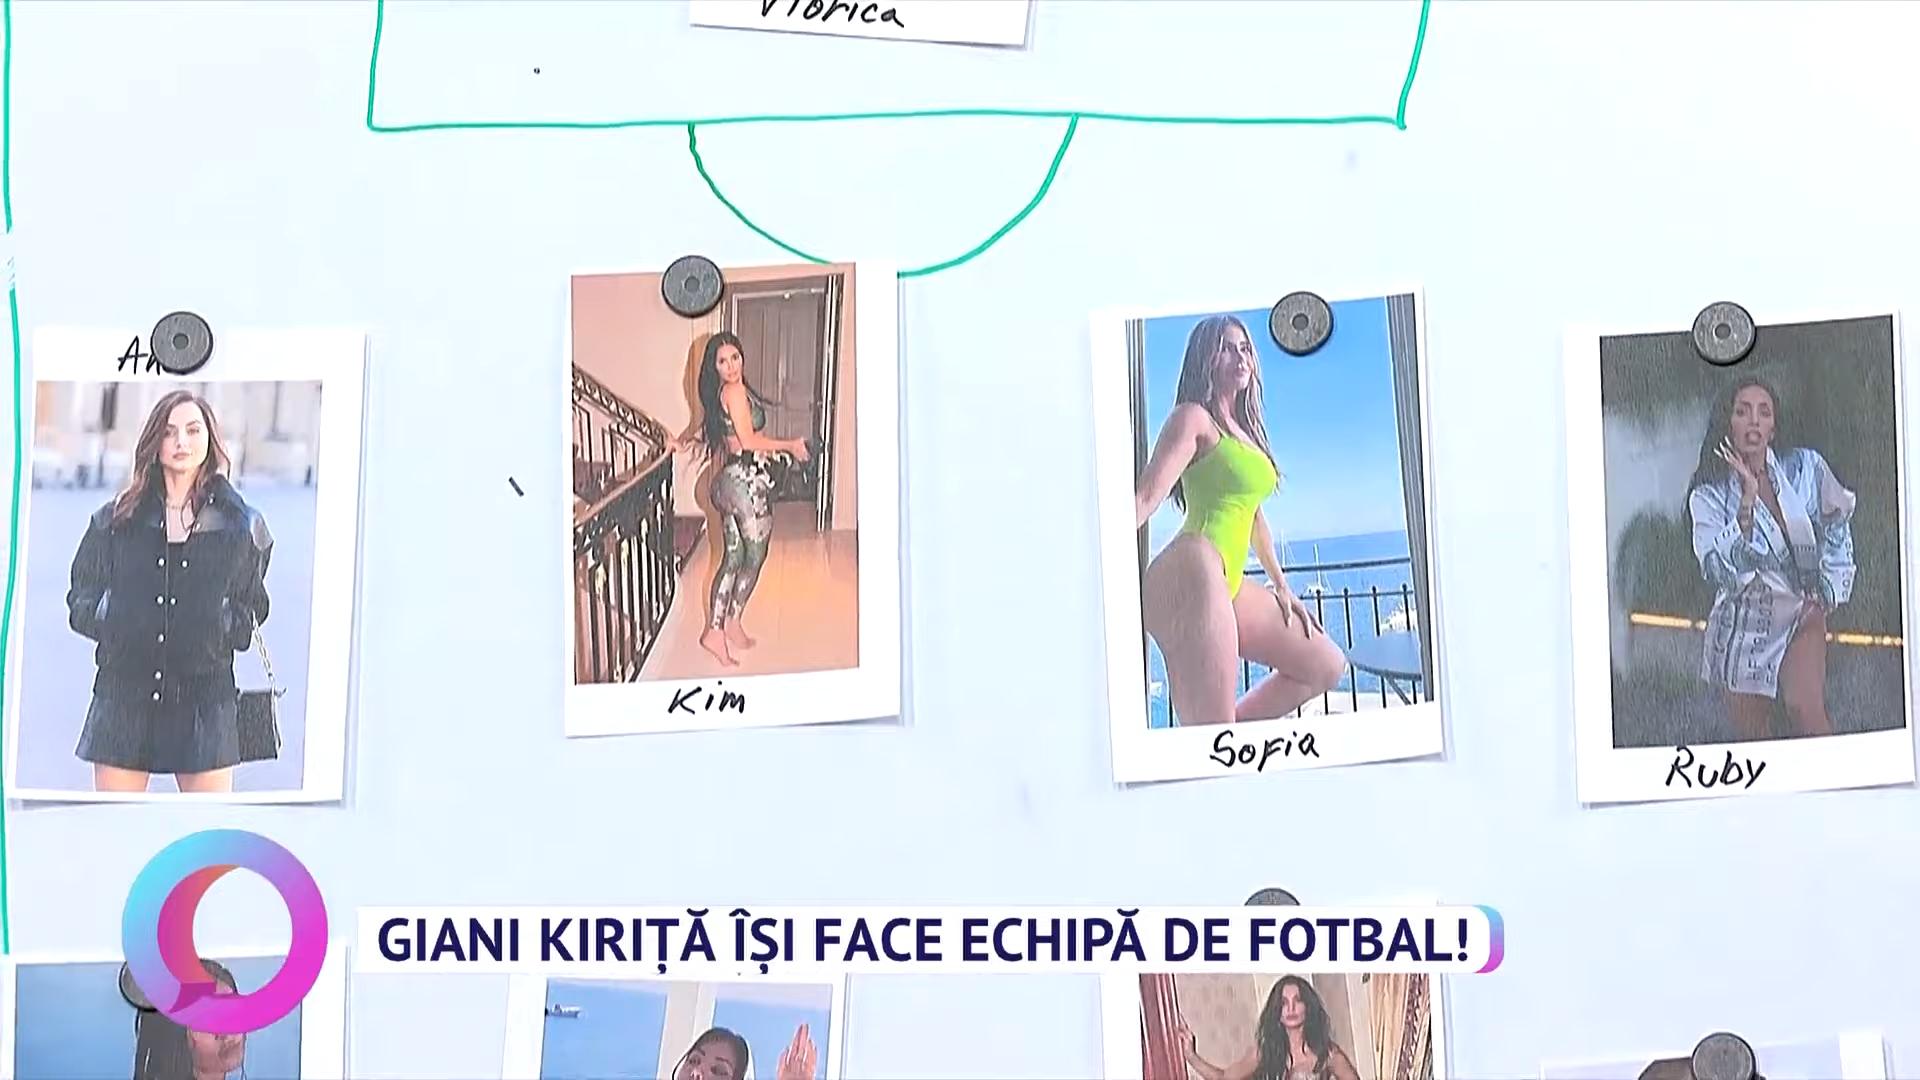 Viorica
Kim
Sofia
Ruby
GIANI KIRIȚĂ ÎȘI FACE ECHIPĂ DE FOTBAL!